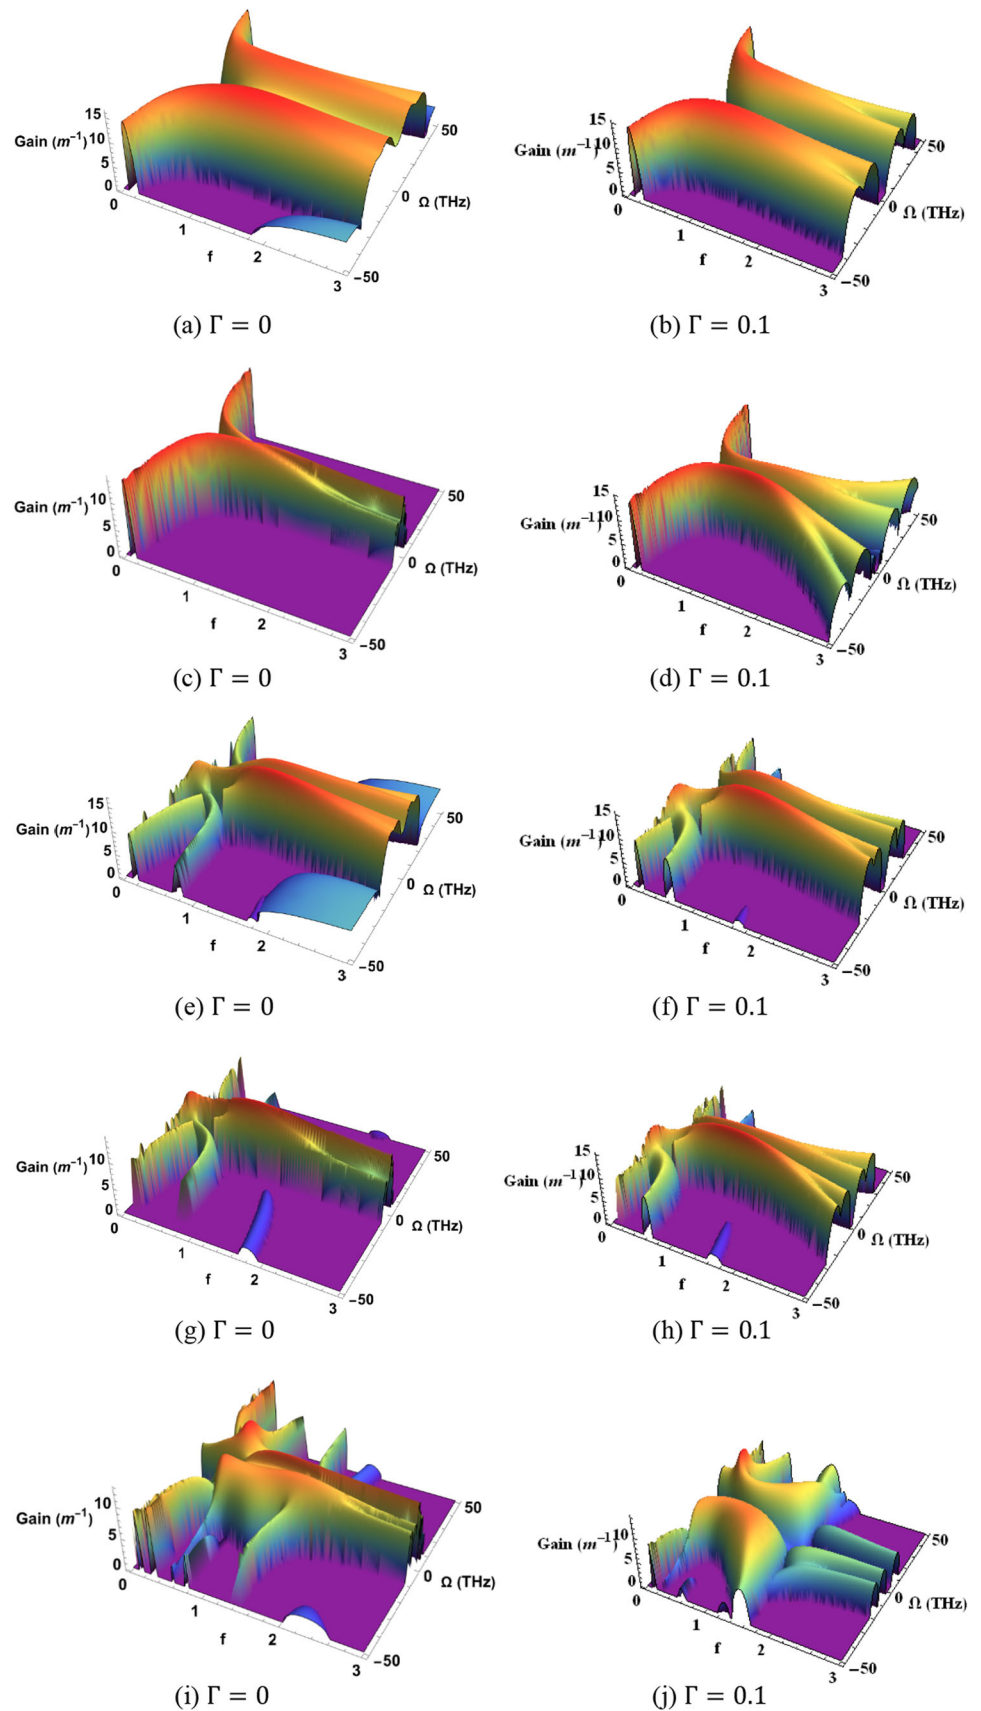 15
Gain (m⁻¹) 10
5
0
0
1
f
2
3
50
0 Ω (THz)
−50
15
Gain (m⁻¹) 10
5
0
0
1
f
2
3
50
0 Ω (THz)
−50
(a) Γ = 0
(b) Γ = 0.1
Gain (m⁻¹) 10
5
0
0
1
f
2
3
50
0 Ω (THz)
−50
15
Gain (m⁻¹) 10
5
0
0
1
f
2
3
50
0 Ω (THz)
−50
(c) Γ = 0
(d) Γ = 0.1
15
Gain (m⁻¹) 10
5
0
0
1
f
2
3
50
0 Ω (THz)
−50
15
Gain (m⁻¹) 10
5
0
0
1
f
2
3
50
0 Ω (THz)
−50
(e) Γ = 0
(f) Γ = 0.1
Gain (m⁻¹) 10
5
0
0
1
f
2
3
50
0 Ω (THz)
−50
15
Gain (m⁻¹) 10
5
0
0
1
f
2
3
50
0 Ω (THz)
−50
(g) Γ = 0
(h) Γ = 0.1
10
Gain (m⁻¹)
5
0
0
1
f
2
3
50
0 Ω (THz)
−50
Gain (m⁻¹) 10
5
0
0
1
f
2
3
50
0 Ω (THz)
−50
(i) Γ = 0
(j) Γ = 0.1